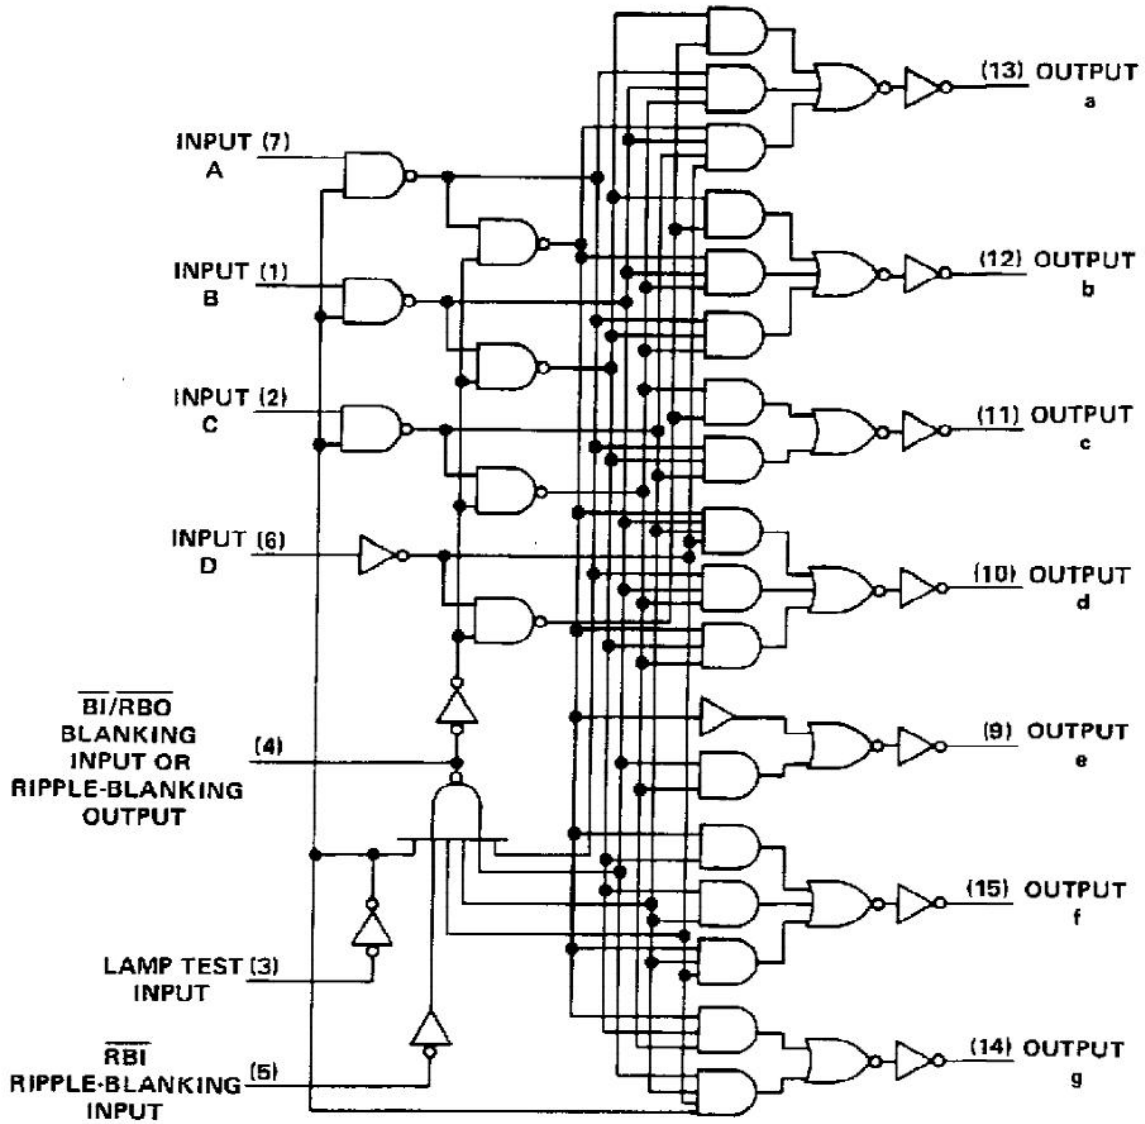 (13) OUTPUT
a
INPUT (7)
A
(12) OUTPUT
b
INPUT (1)
B
INPUT (2)
C
(11) OUTPUT
c
INPUT (6)
D
(10) OUTPUT
d
BI/RBO
BLANKING
INPUT OR
RIPPLE-BLANKING
OUTPUT
(4)
(9) OUTPUT
e
(15) OUTPUT
f
LAMP TEST (3)
INPUT
RBI
RIPPLE-BLANKING (5)
INPUT
(14) OUTPUT
g